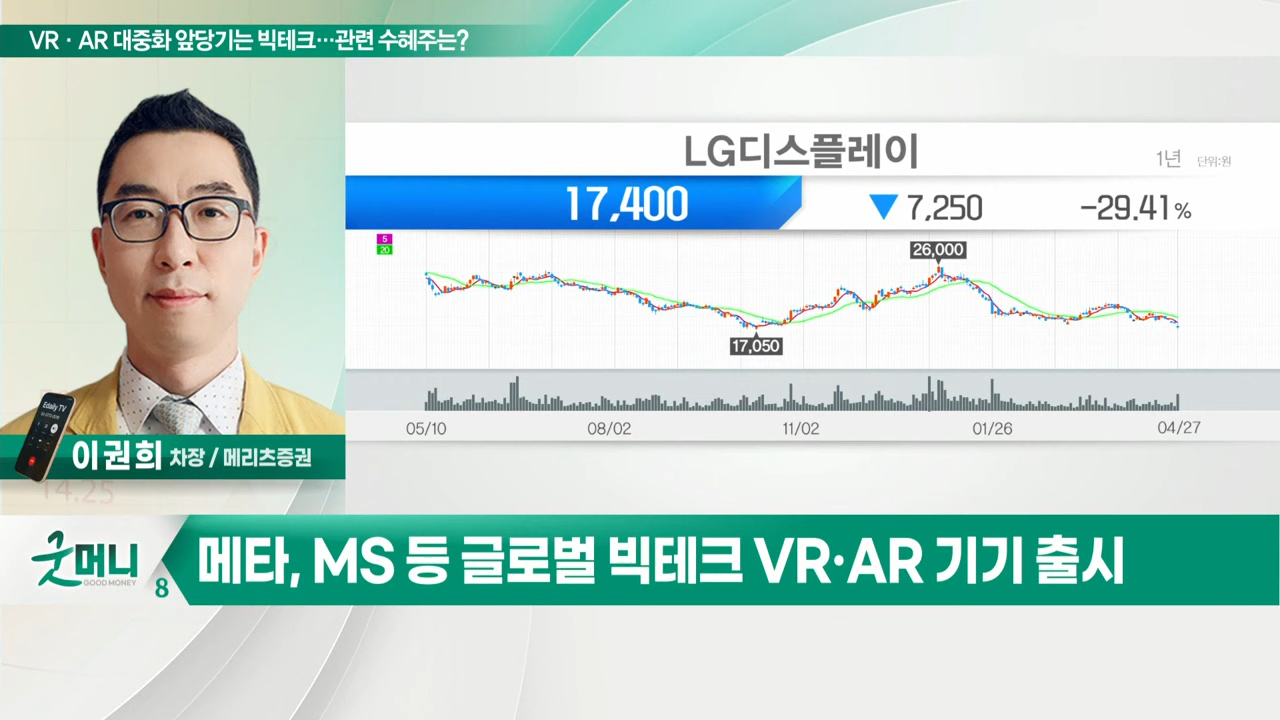 VR · AR 대중화 앞당기는 빅테크…관련 수혜주는?
LG디스플레이
1년 단위:원
17,400 ▼ 7,250 -29.41%
5
20
26,000
17,050
05/10 08/02 11/02 01/26 04/27
Edaily TV
이권희 차장 / 메리츠증권
14.25
굿머니
GOOD MONEY
8
메타, MS 등 글로벌 빅테크 VR·AR 기기 출시